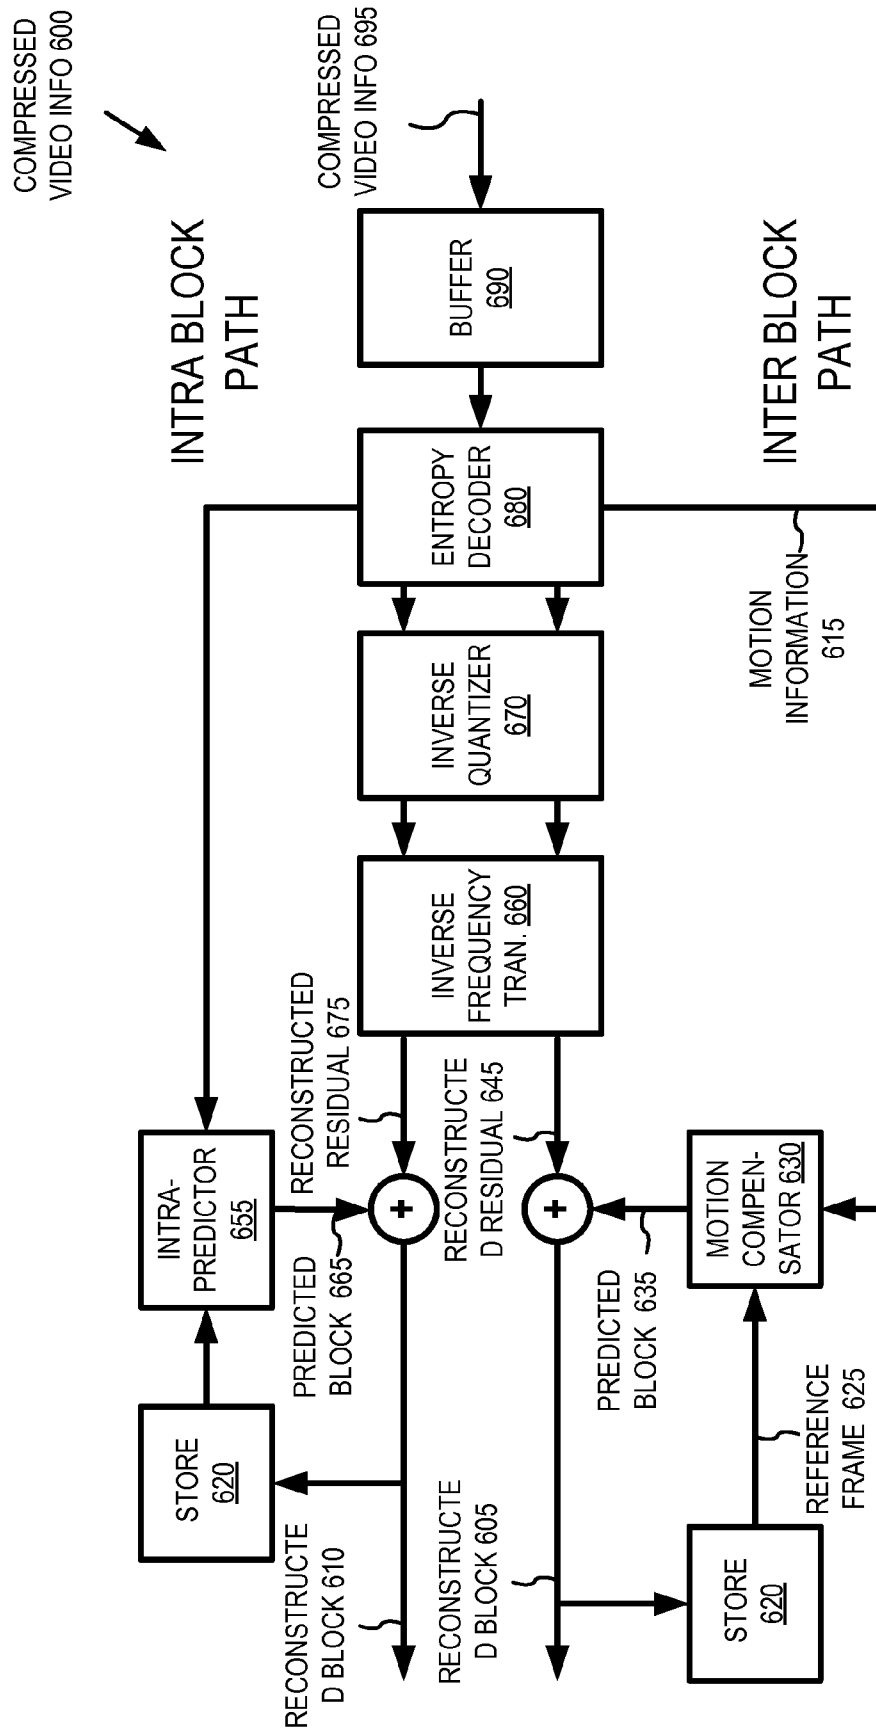 COMPRESSED
VIDEO INFO 600
COMPRESSED
VIDEO INFO 695
INTRA BLOCK
PATH
BUFFER
690
INTER BLOCK
PATH
ENTROPY
DECODER
680
MOTION
INFORMATION
615
INVERSE
QUANTIZER
670
INVERSE
FREQUENCY
TRAN. 660
RECONSTRUCTED
RESIDUAL 675
RECONSTRUCTE
D RESIDUAL 645
INTRA-
PREDICTOR
655
PREDICTED
BLOCK 665
+
+
PREDICTED
BLOCK 635
MOTION
COMPEN-
SATOR 630
STORE
620
RECONSTRUCTE
D BLOCK 610
RECONSTRUCTE
D BLOCK 605
REFERENCE
FRAME 625
STORE
620